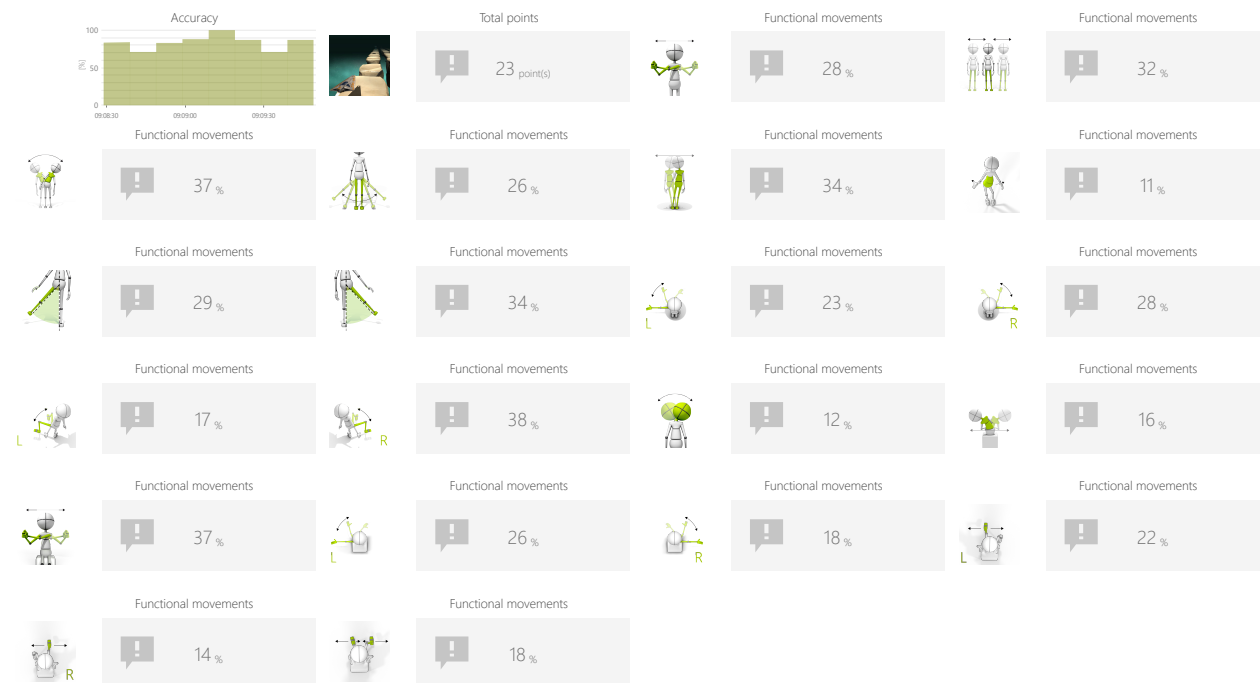 Accuracy
Total points
Functional movements
Functional movements
100
[%]
50
0
09:08:30
09:09:00
09:09:30
23 point(s)
28 %
32 %
Functional movements
Functional movements
Functional movements
Functional movements
37 %
26 %
34 %
11 %
Functional movements
Functional movements
Functional movements
Functional movements
29 %
34 %
23 %
28 %
L
R
Functional movements
Functional movements
Functional movements
Functional movements
17 %
38 %
12 %
16 %
L
R
Functional movements
Functional movements
Functional movements
Functional movements
37 %
26 %
18 %
22 %
L
R
L
Functional movements
Functional movements
14 %
18 %
R